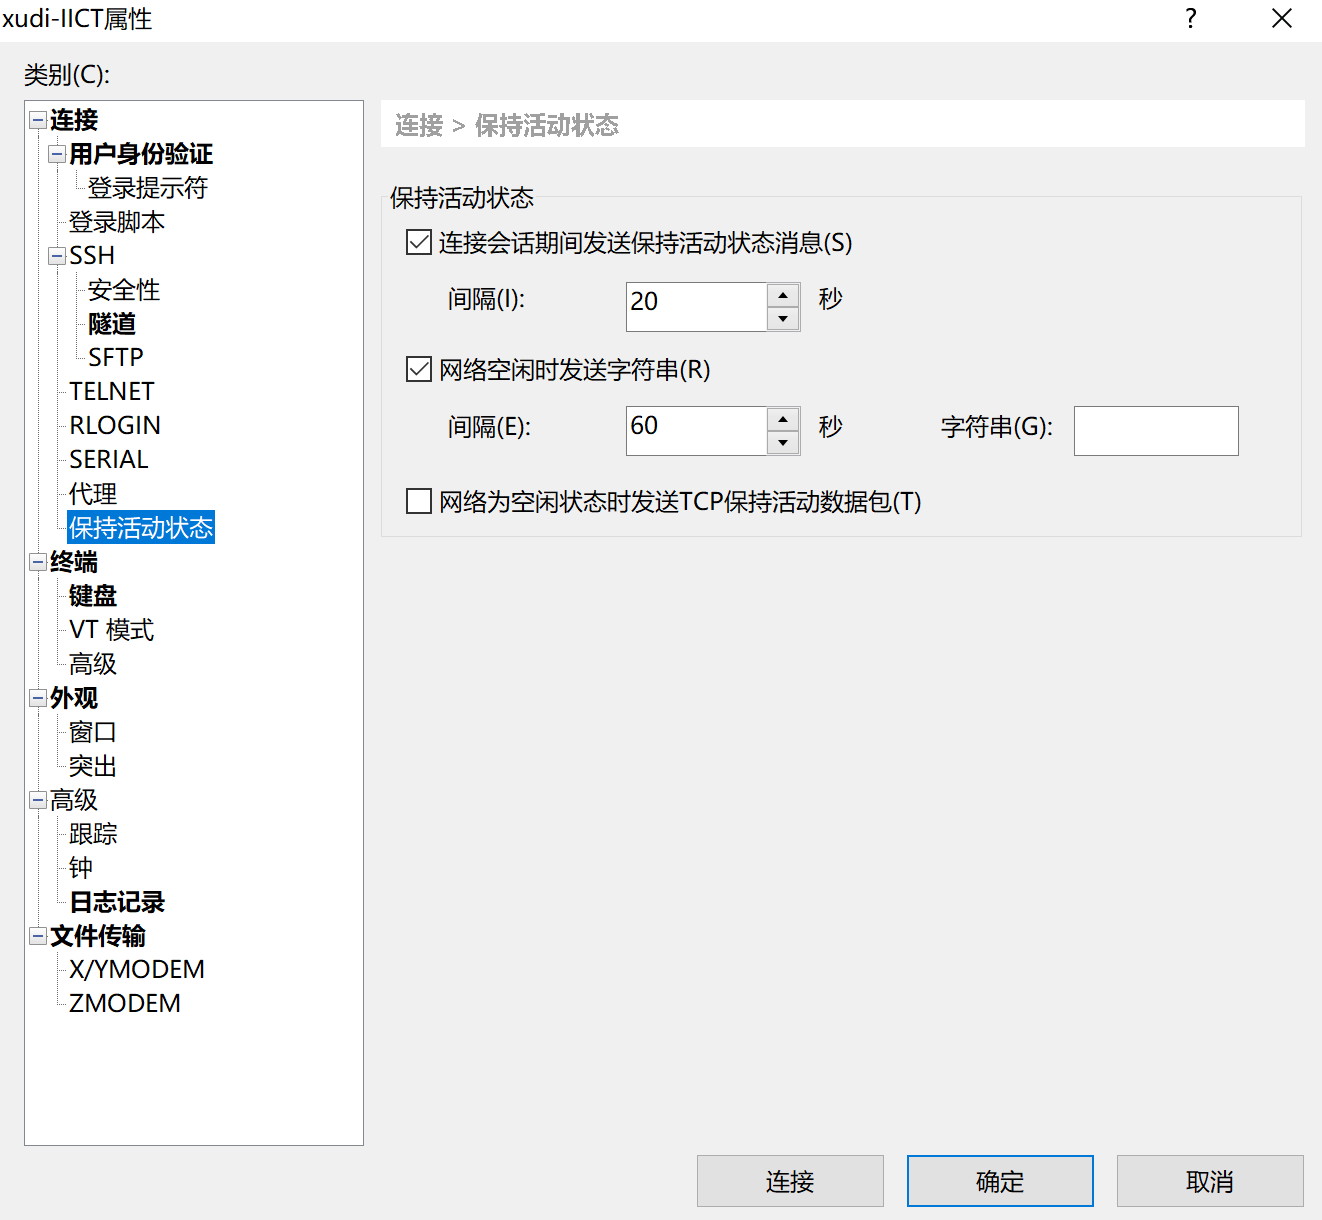 xudi-IICT属性
类别(C):
连接
用户身份验证
登录提示符
登录脚本
SSH
安全性
隧道
SFTP
TELNET
RLOGIN
SERIAL
代理
保持活动状态
终端
键盘
VT 模式
高级
外观
窗口
突出
高级
跟踪
钟
日志记录
文件传输
X/YMODEM
ZMODEM
连接 > 保持活动状态
保持活动状态
连接会话期间发送保持活动状态消息(S)
间隔(I): 20 秒
网络空闲时发送字符串(R)
间隔(E): 60 秒 字符串(G):
网络为空闲状态时发送TCP保持活动数据包(T)
连接 确定 取消